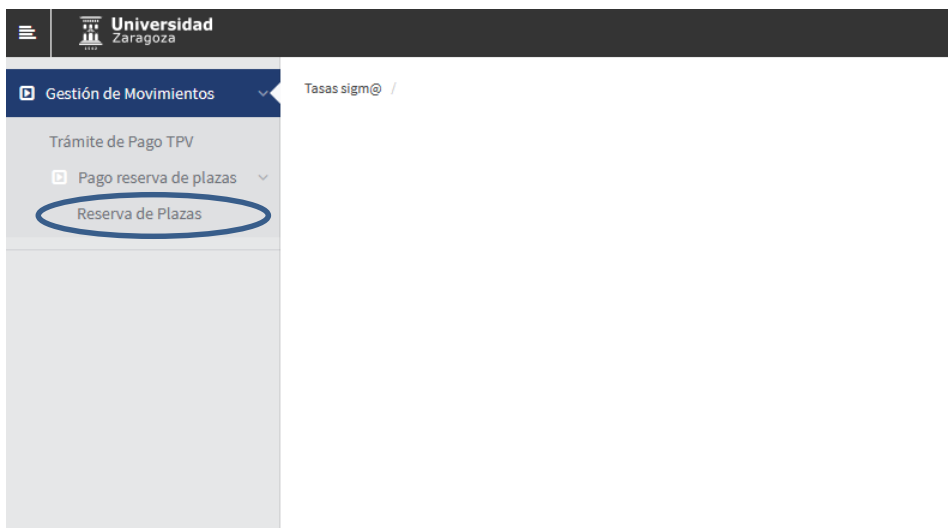 Universidad
Zaragoza
Gestión de Movimientos
Tasas sigm@ /
Trámite de Pago TPV
Pago reserva de plazas
Reserva de Plazas